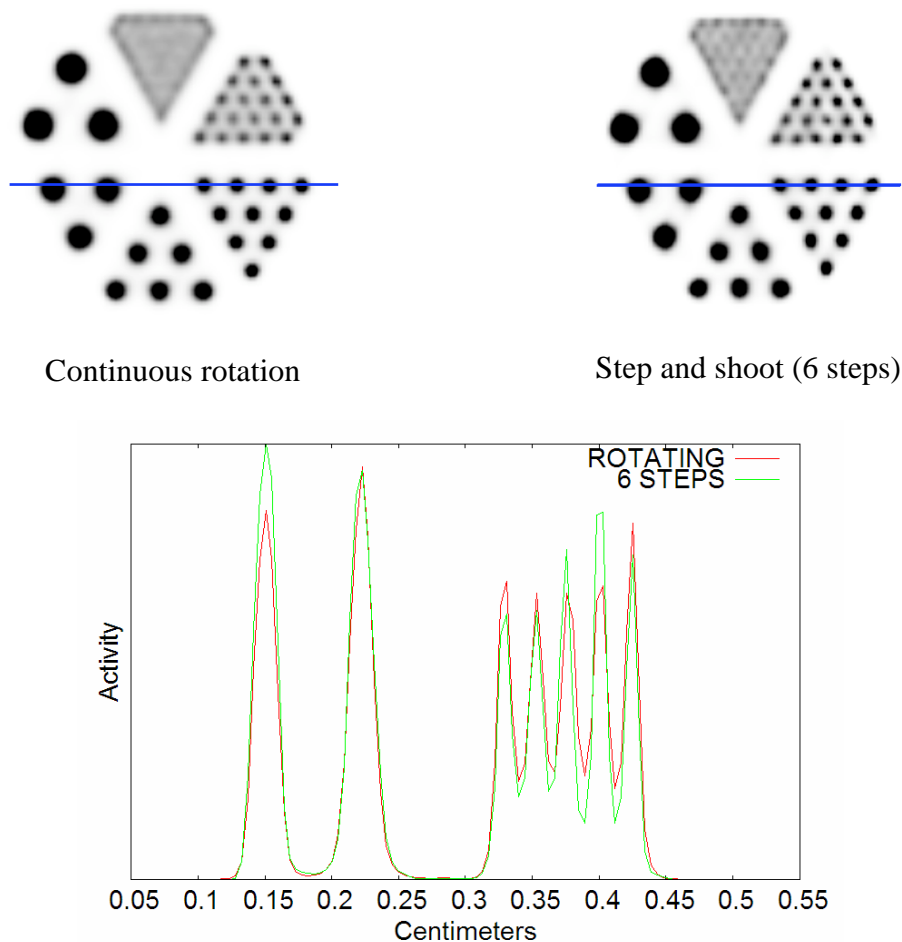 Continuous rotation
Step and shoot (6 steps)
ROTATING
6 STEPS
Activity
0.05 0.1 0.15 0.2 0.25 0.3 0.35 0.4 0.45 0.5 0.55
Centimeters